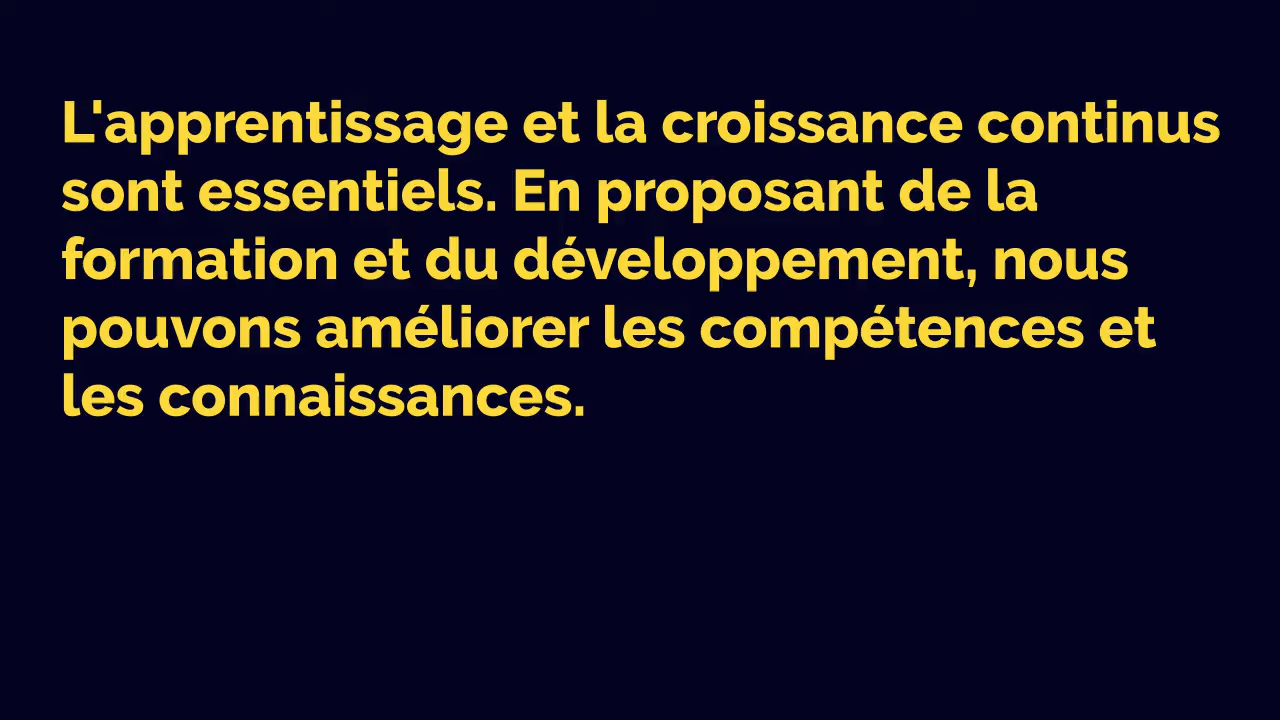 L'apprentissage et la croissance continus
sont essentiels. En proposant de la
formation et du développement, nous
pouvons améliorer les compétences et
les connaissances.